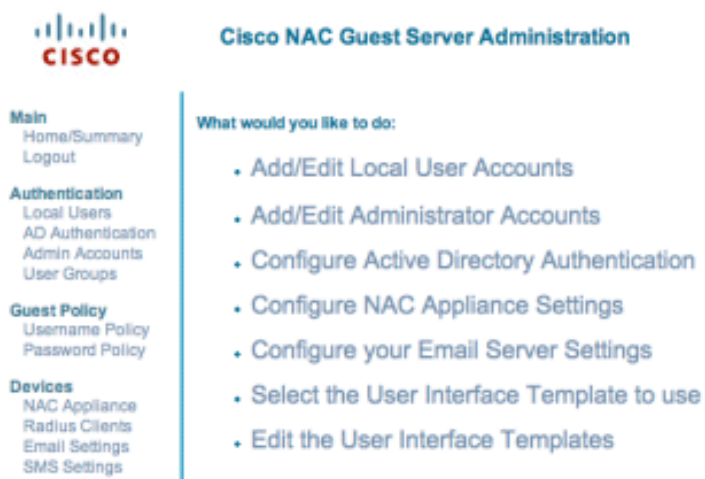 CISCO
Cisco NAC Guest Server Administration
Main
Home/Summary
Logout
Authentication
Local Users
AD Authentication
Admin Accounts
User Groups
Guest Policy
Username Policy
Password Policy
Devices
NAC Appliance
Radius Clients
Email Settings
SMS Settings
What would you like to do:
• Add/Edit Local User Accounts
• Add/Edit Administrator Accounts
• Configure Active Directory Authentication
• Configure NAC Appliance Settings
• Configure your Email Server Settings
• Select the User Interface Template to use
• Edit the User Interface Templates